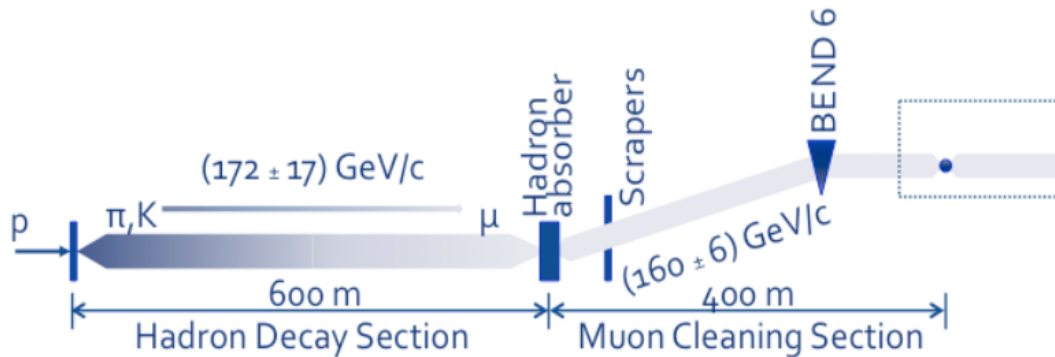 p
π,K
(172 ± 17) GeV/c
μ
Hadron
absorber
Scrapers
(160 ± 6) GeV/c
BEND 6
600 m
Hadron Decay Section
400 m
Muon Cleaning Section